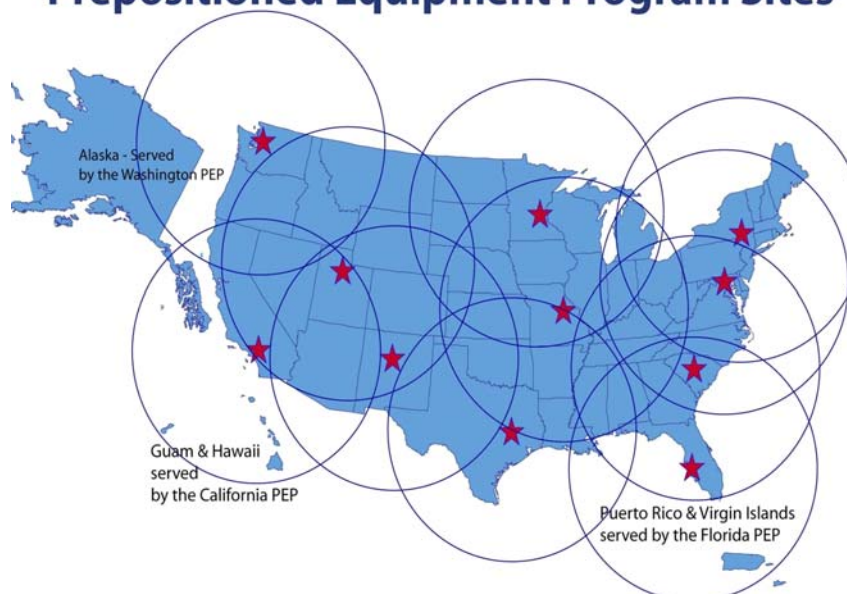 Prepositioned Equipment Program Sites
Alaska - Served
by the Washington PEP
Guam & Hawaii
served
by the California PEP
Puerto Rico & Virgin Islands
served by the Florida PEP